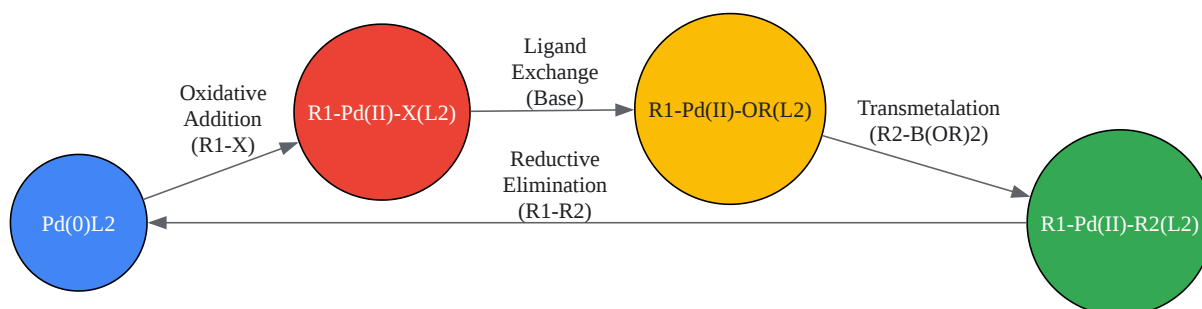 Pd(0)L2
Oxidative
Addition
(R1-X)
R1-Pd(II)-X(L2)
Ligand
Exchange
(Base)
R1-Pd(II)-OR(L2)
Transmetalation
(R2-B(OR)2)
R1-Pd(II)-R2(L2)
Reductive
Elimination
(R1-R2)